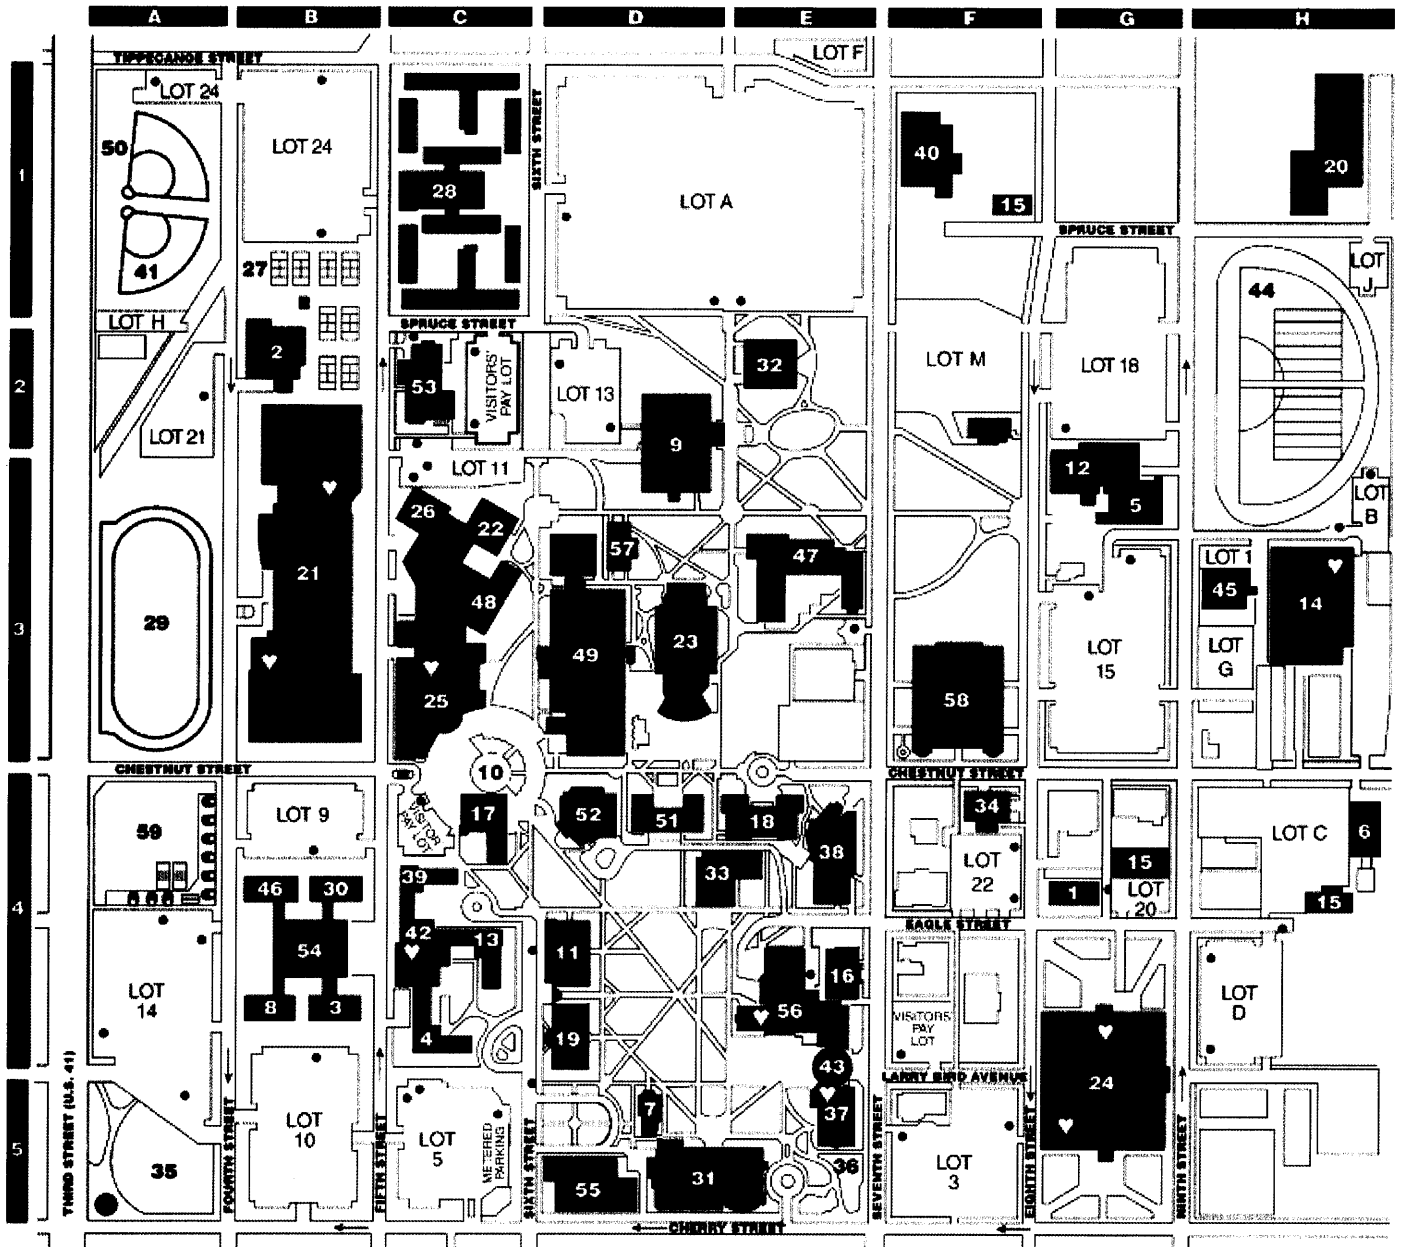 A B C D E F G H
TIPPECANOE STREET
LOT F
LOT 24
50
LOT 24
1
28
SIXTH STREET
LOT A
40
15
20
SPRUCE STREET
41
27
LOT H
44
LOT
J
SPRUCE STREET
2
2
53
VISITORS'
PAY LOT
LOT 13
32
LOT M
LOT 18
LOT 21
9
LOT 11
12
5
LOT
B
26
22
57
47
LOT 1
45
14
21
48
3
29
49
23
LOT
15
LOT
G
25
58
CHESTNUT STREET
10
CHESTNUT STREET
59
LOT 9
VISITOR
PAY LOT
17
52
51
18
38
34
LOT
22
15
LOT C
6
46
30
39
33
1
LOT
20
15
4
EAGLE STREET
54
42
13
11
16
56
LOT
14
8
3
4
19
VISITORS'
PAY
LOT
LOT
D
43
LARRY BIRD AVENUE
24
THIRD STREET (U.S. 41)
FOURTH STREET
LOT
10
FIFTH STREET
LOT
5
METERED
PARKING
SIXTH STREET
7
37
SEVENTH STREET
LOT
3
EIGHTH STREET
NINTH STREET
5
35
55
31
36
CHERRY STREET